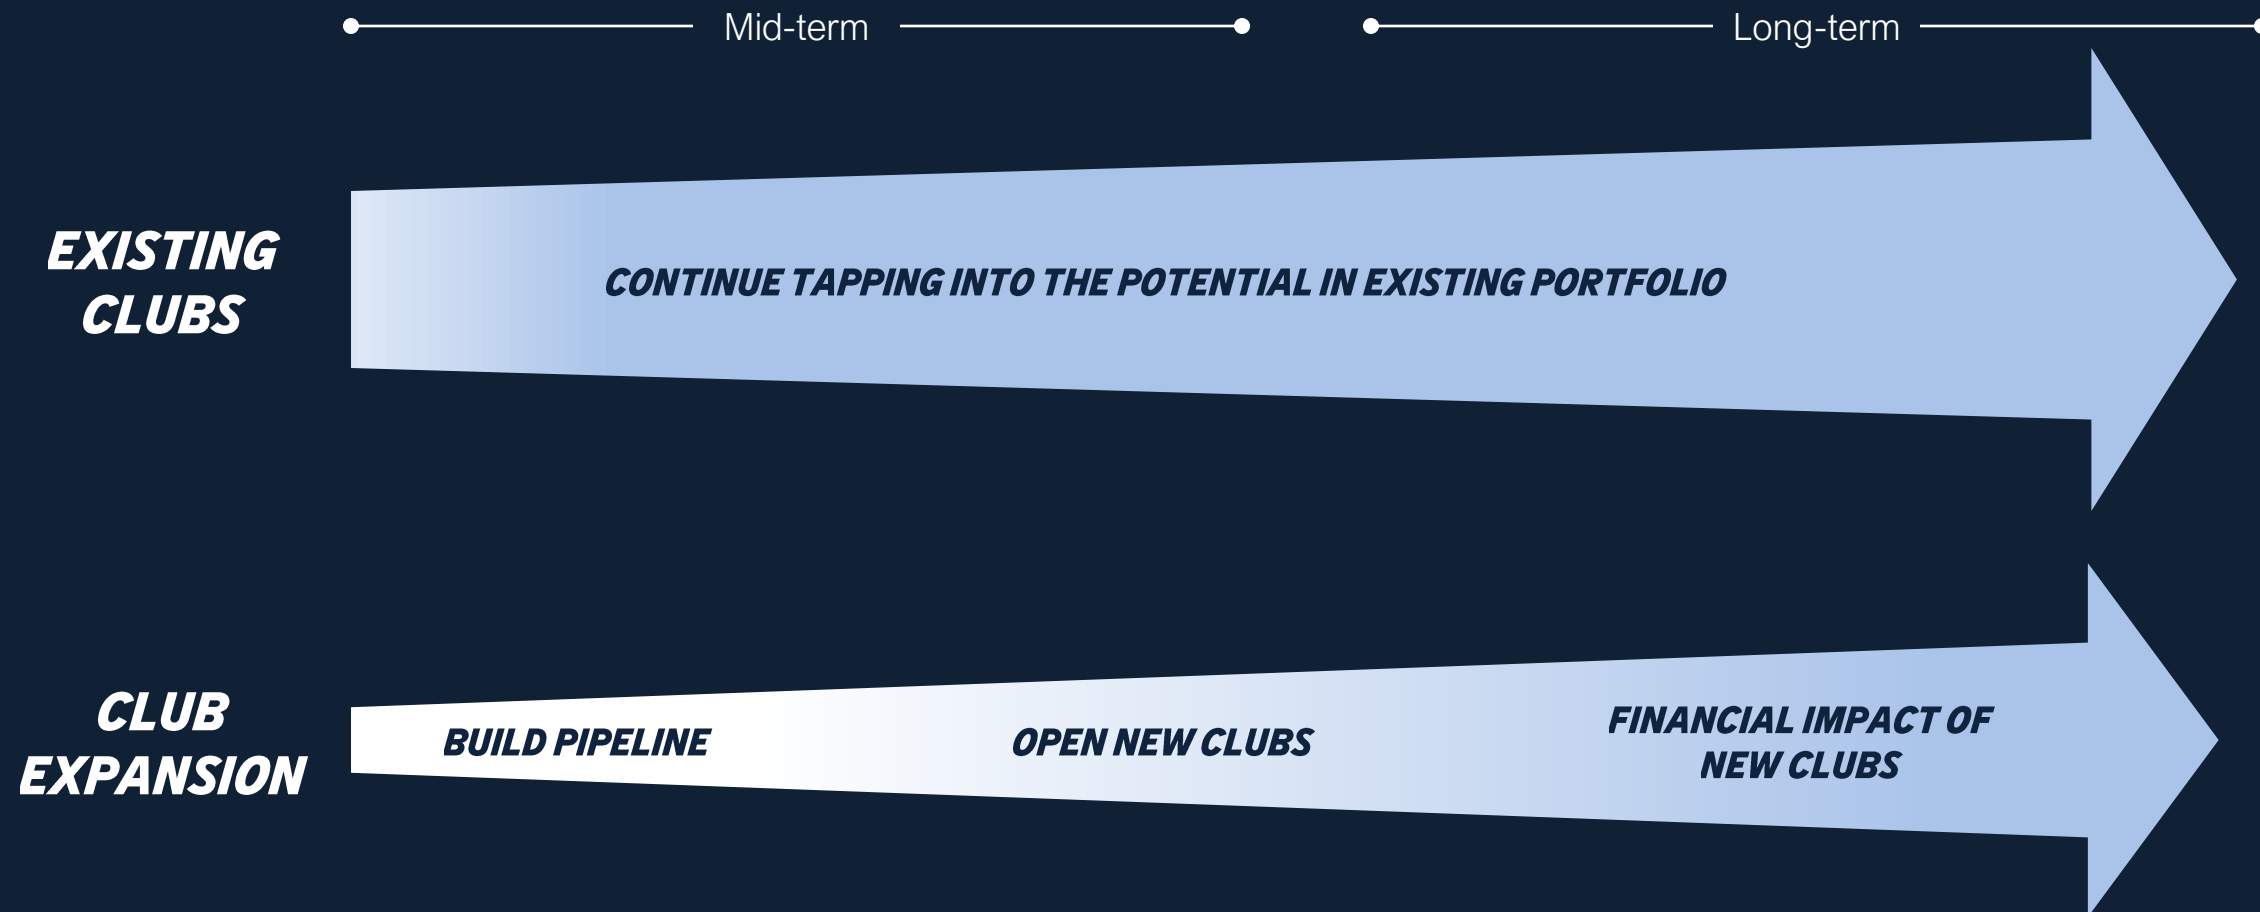 Mid-term
Long-term
EXISTING
CLUBS
CONTINUE TAPPING INTO THE POTENTIAL IN EXISTING PORTFOLIO
CLUB
EXPANSION
BUILD PIPELINE
OPEN NEW CLUBS
FINANCIAL IMPACT OF
NEW CLUBS